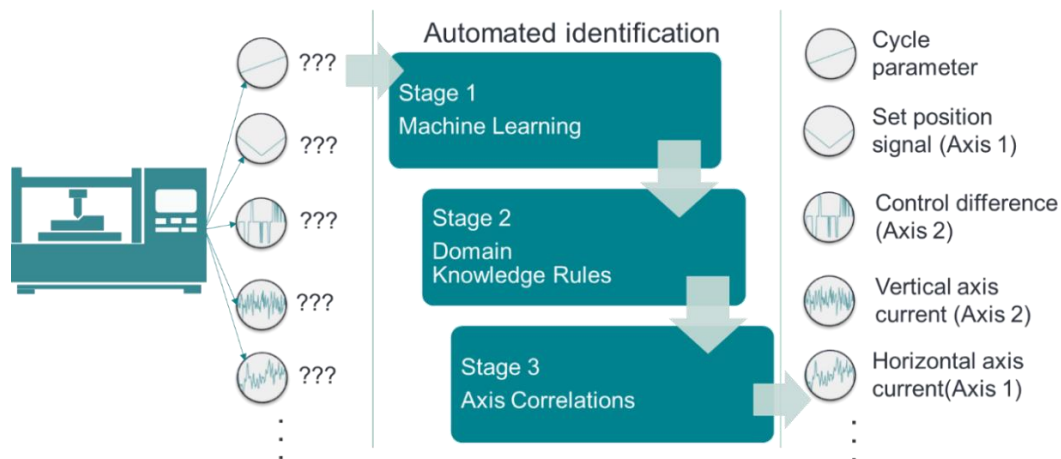 Automated identification
???
???
???
???
???
Stage 1
Machine Learning
Stage 2
Domain
Knowledge Rules
Stage 3
Axis Correlations
Cycle
parameter
Set position
signal (Axis 1)
Control difference
(Axis 2)
Vertical axis
current (Axis 2)
Horizontal axis
current(Axis 1)